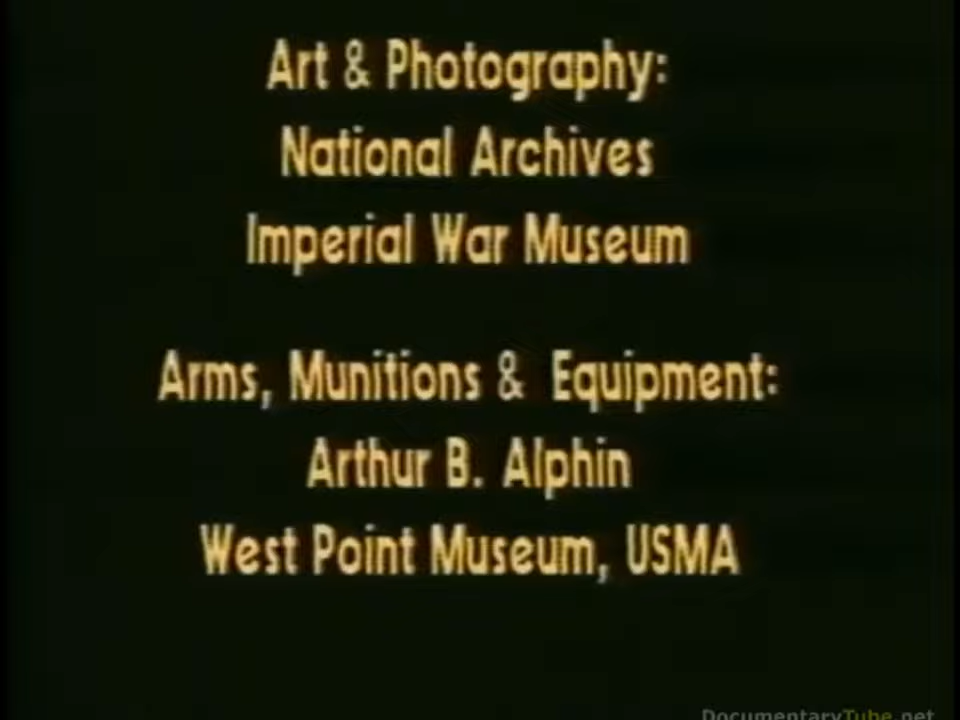 Art & Photography:
National Archives
Imperial War Museum
Arms, Munitions & Equipment:
Arthur B. Alphin
West Point Museum, USMA
DocumentaryTube.net